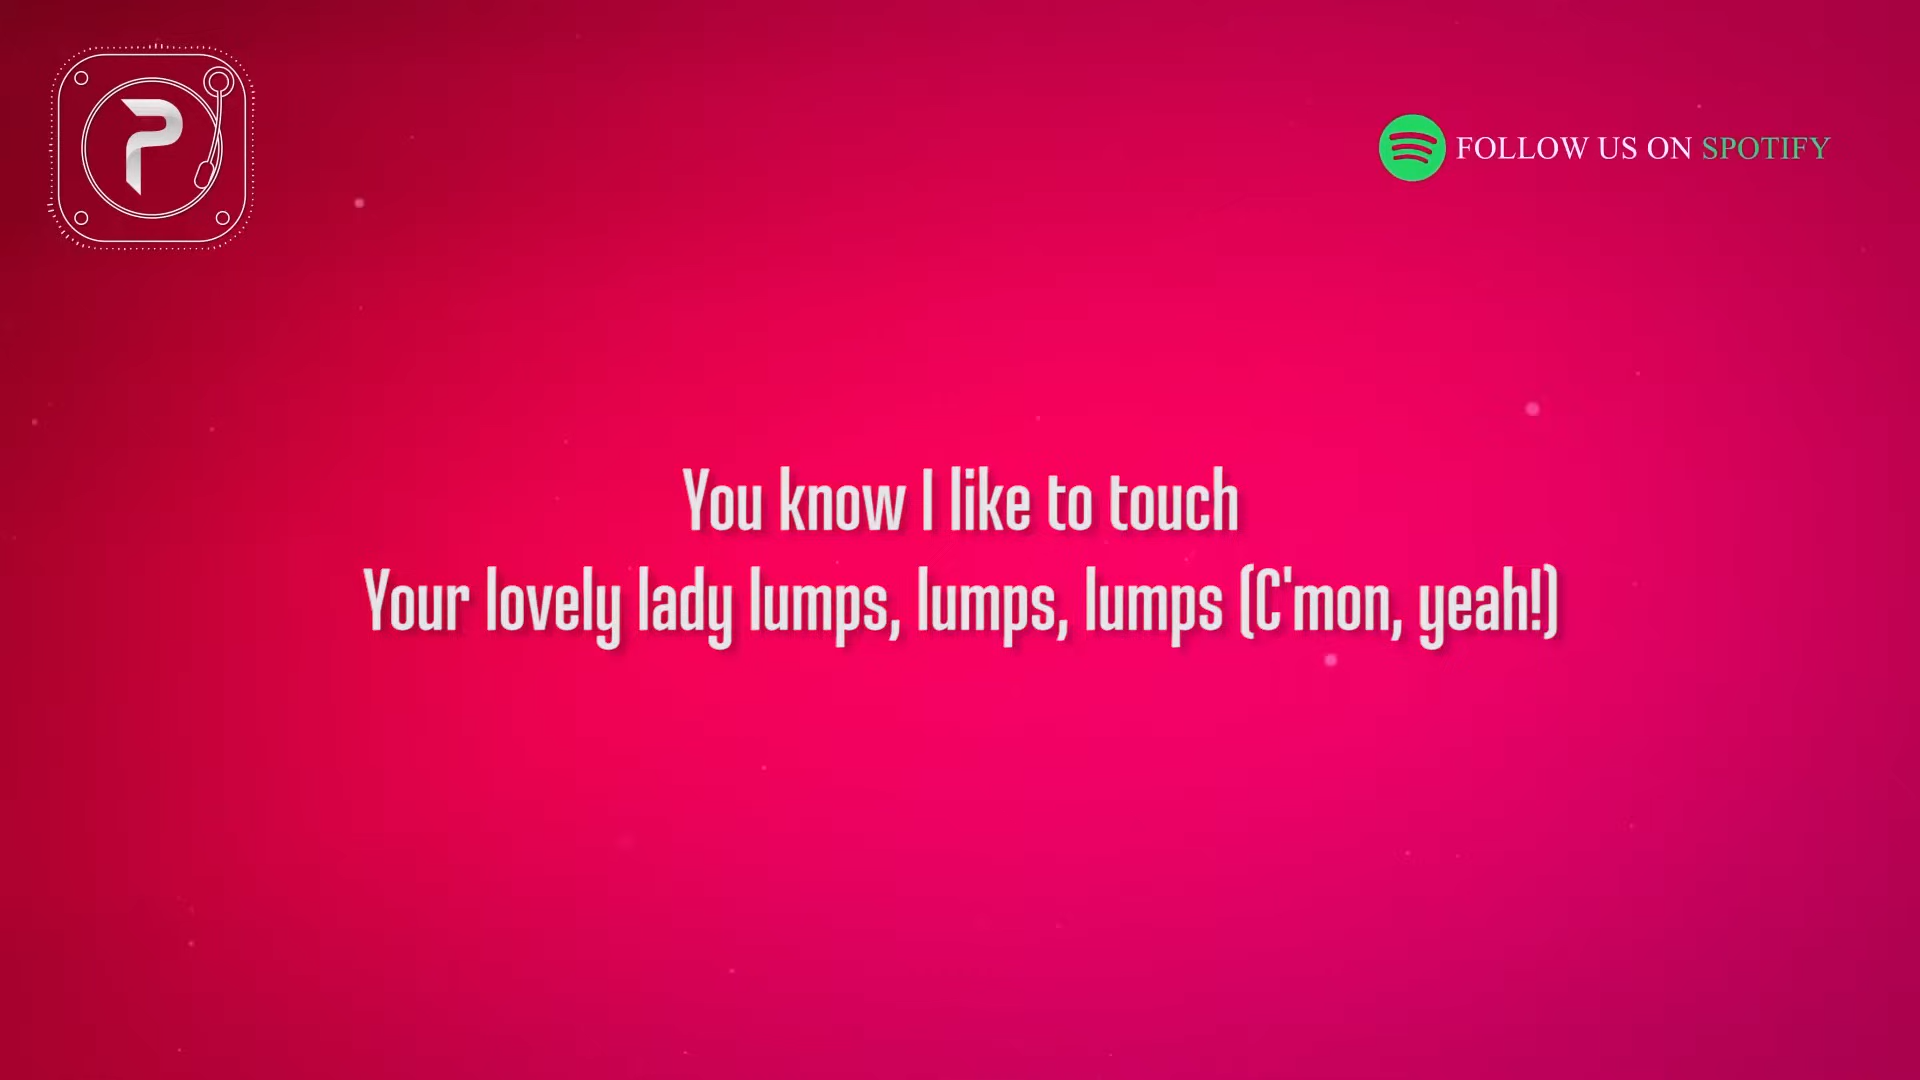 P
FOLLOW US ON SPOTIFY
You know I like to touch
Your lovely lady lumps, lumps, lumps (C'mon, yeah!)